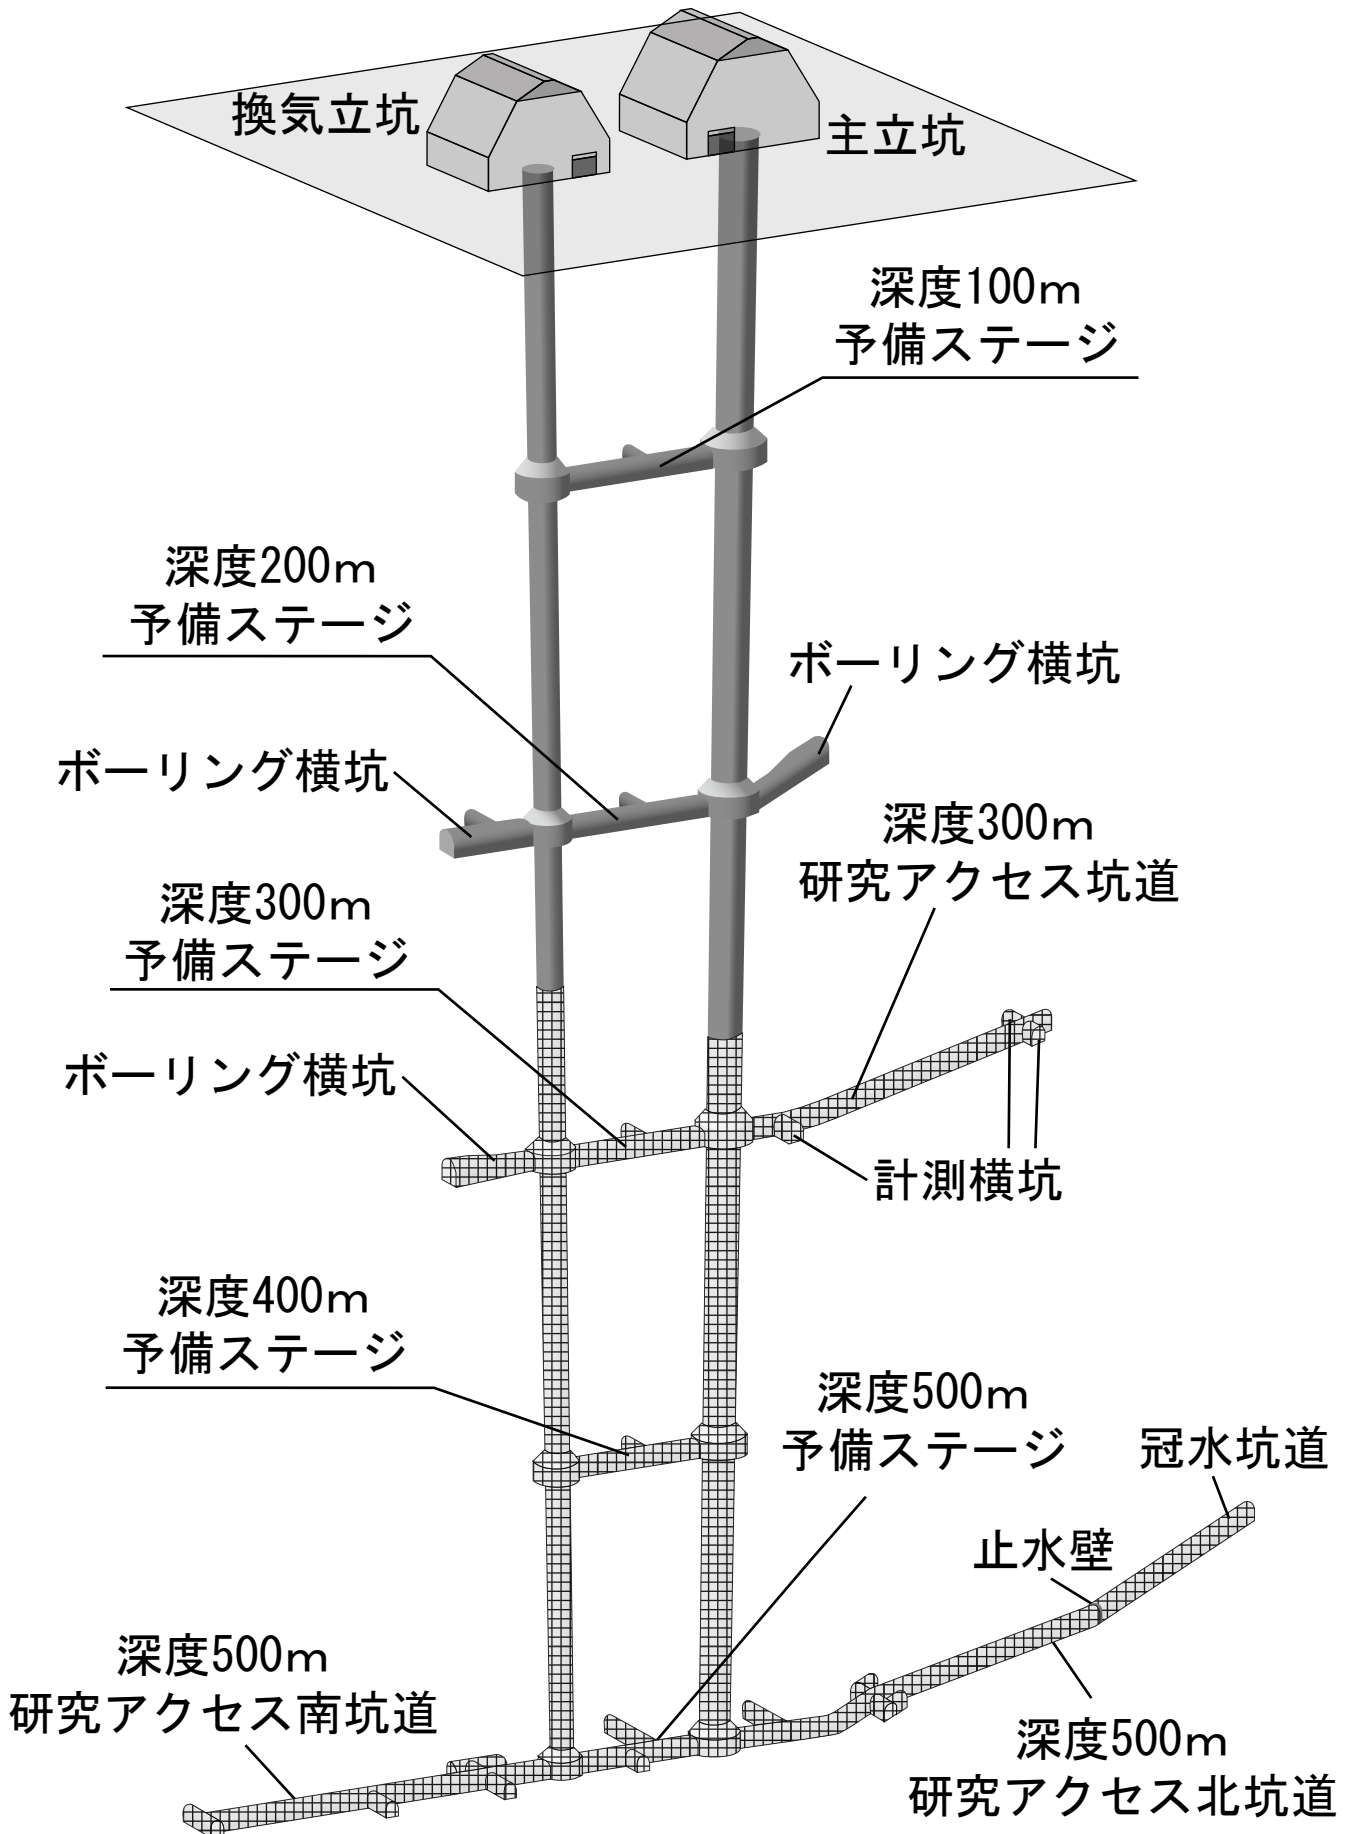 換気立坑
主立坑
深度100m
予備ステージ
深度200m
予備ステージ
ボーリング横坑
ボーリング横坑
深度300m
研究アクセス坑道
深度300m
予備ステージ
ボーリング横坑
計測横坑
深度400m
予備ステージ
深度500m
予備ステージ
冠水坑道
止水壁
深度500m
研究アクセス南坑道
深度500m
研究アクセス北坑道